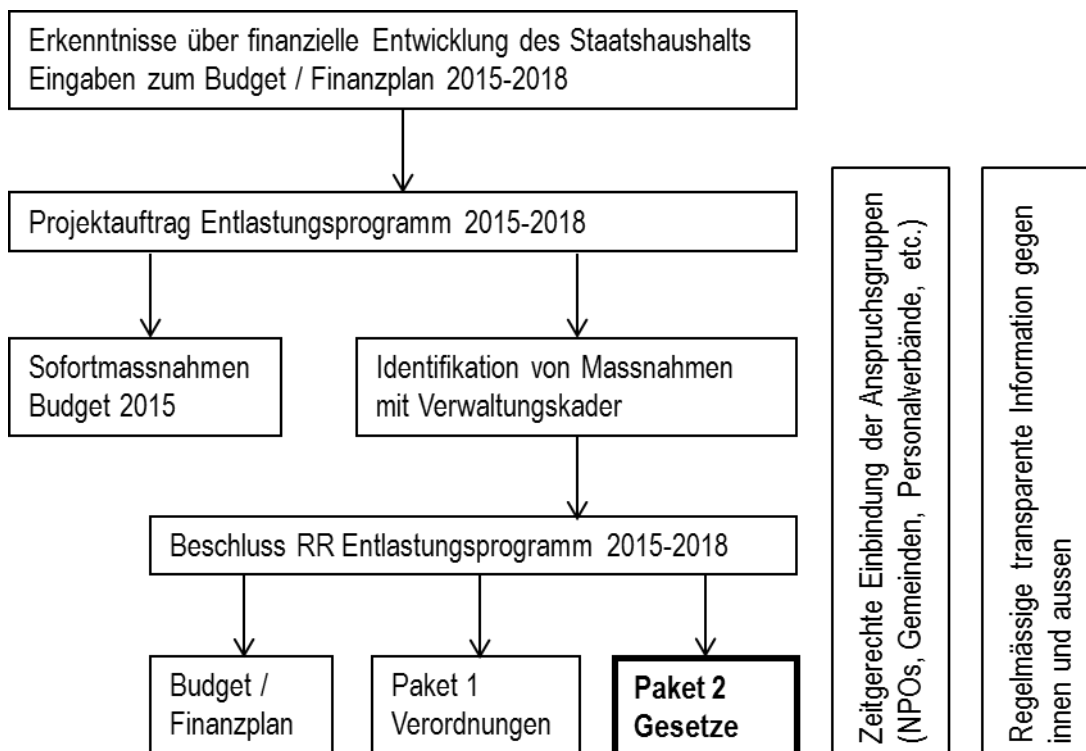 Erkenntnisse über finanzielle Entwicklung des Staatshaushalts
Eingaben zum Budget / Finanzplan 2015-2018
Projektauftrag Entlastungsprogramm 2015-2018
Sofortmassnahmen
Budget 2015
Identifikation von Massnahmen
mit Verwaltungskader
Beschluss RR Entlastungsprogramm 2015-2018
Budget /
Finanzplan
Paket 1
Verordnungen
Paket 2
Gesetze
Zeitgerechte Einbindung der Anspruchsgruppen
(NPOs, Gemeinden, Personalverbände, etc.)
Regelmässige transparente Information gegen
innen und aussen